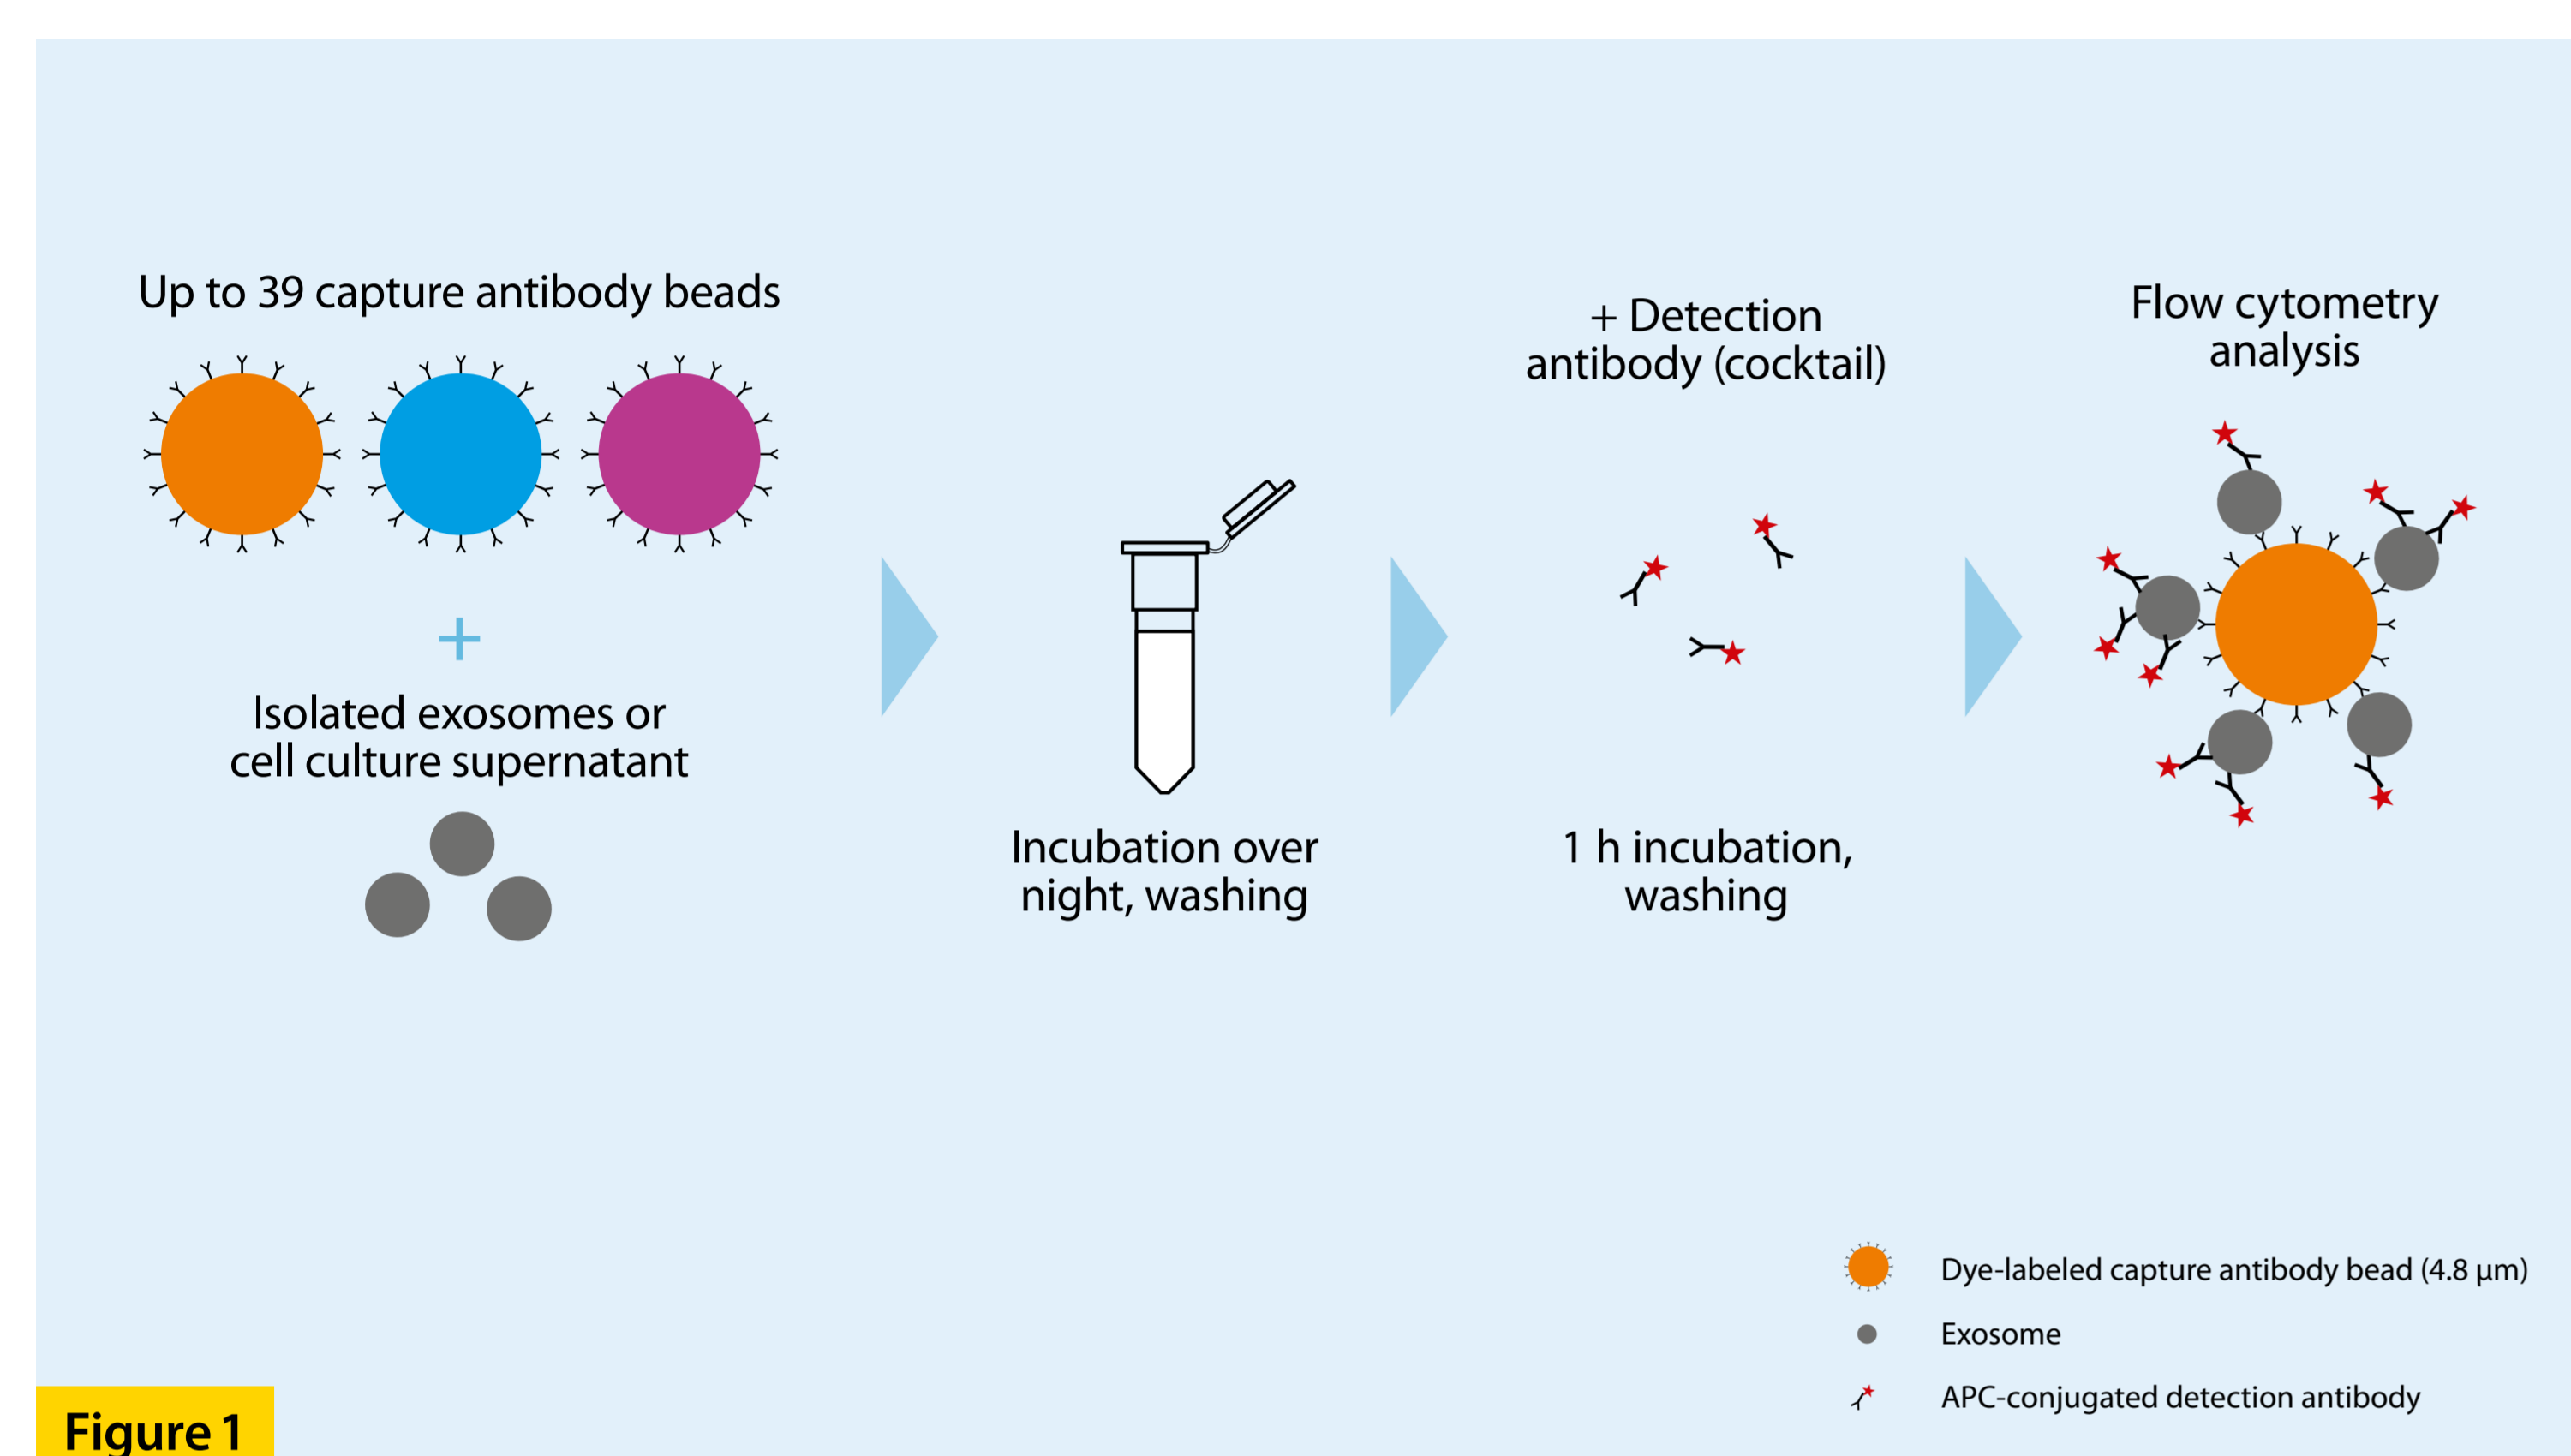 Up to 39 capture antibody beads
+
Isolated exosomes or
cell culture supernatant
Incubation over
night, washing
+ Detection
antibody (cocktail)
1 h incubation,
washing
Flow cytometry
analysis
Dye-labeled capture antibody bead (4.8 µm)
Exosome
APC-conjugated detection antibody
Figure 1